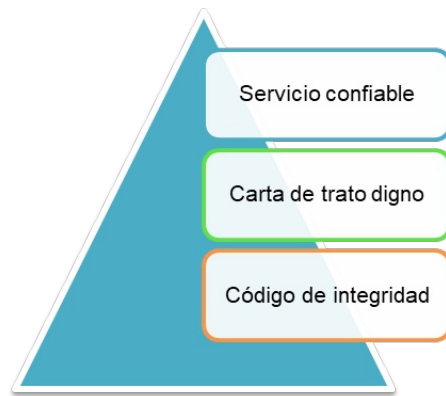 Servicio confiable
Carta de trato digno
Código de integridad